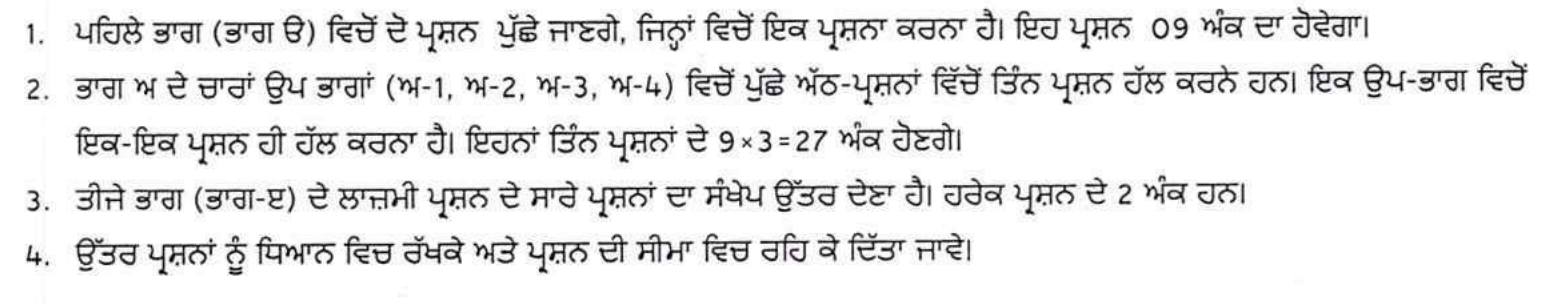 1. ਪਹਿਲੇ ਭਾਗ (ਭਾਗ ੳ) ਵਿਚੋਂ ਦੋ ਪ੍ਰਸ਼ਨ ਪੁੱਛੇ ਜਾਣਗੇ, ਜਿਨ੍ਹਾਂ ਵਿਚੋਂ ਇਕ ਪ੍ਰਸ਼ਨਾ ਕਰਨਾ ਹੈ। ਇਹ ਪ੍ਰਸ਼ਨ 09 ਅੰਕ ਦਾ ਹੋਵੇਗਾ।
2. ਭਾਗ ਅ ਦੇ ਚਾਰਾਂ ਉਪ ਭਾਗਾਂ (ਅ-1, ਅ-2, ਅ-3, ਅ-4) ਵਿਚੋਂ ਪੁੱਛੇ ਅੱਠ-ਪ੍ਰਸ਼ਨਾਂ ਵਿੱਚੋਂ ਤਿੰਨ ਪ੍ਰਸ਼ਨ ਹੱਲ ਕਰਨੇ ਹਨ। ਇਕ ਉਪ-ਭਾਗ ਵਿਚੋਂ
ਇਕ-ਇਕ ਪ੍ਰਸ਼ਨ ਹੀ ਹੱਲ ਕਰਨਾ ਹੈ। ਇਹਨਾਂ ਤਿੰਨ ਪ੍ਰਸ਼ਨਾਂ ਦੇ 9×3=27 ਅੰਕ ਹੋਣਗੇ।
3. ਤੀਜੇ ਭਾਗ (ਭਾਗ-ੲ) ਦੇ ਲਾਜ਼ਮੀ ਪ੍ਰਸ਼ਨ ਦੇ ਸਾਰੇ ਪ੍ਰਸ਼ਨਾਂ ਦਾ ਸੰਖੇਪ ਉੱਤਰ ਦੇਣਾ ਹੈ। ਹਰੇਕ ਪ੍ਰਸ਼ਨ ਦੇ 2 ਅੰਕ ਹਨ।
4. ਉੱਤਰ ਪ੍ਰਸ਼ਨਾਂ ਨੂੰ ਧਿਆਨ ਵਿਚ ਰੱਖਕੇ ਅਤੇ ਪ੍ਰਸ਼ਨ ਦੀ ਸੀਮਾ ਵਿਚ ਰਹਿ ਕੇ ਦਿੱਤਾ ਜਾਵੇ।